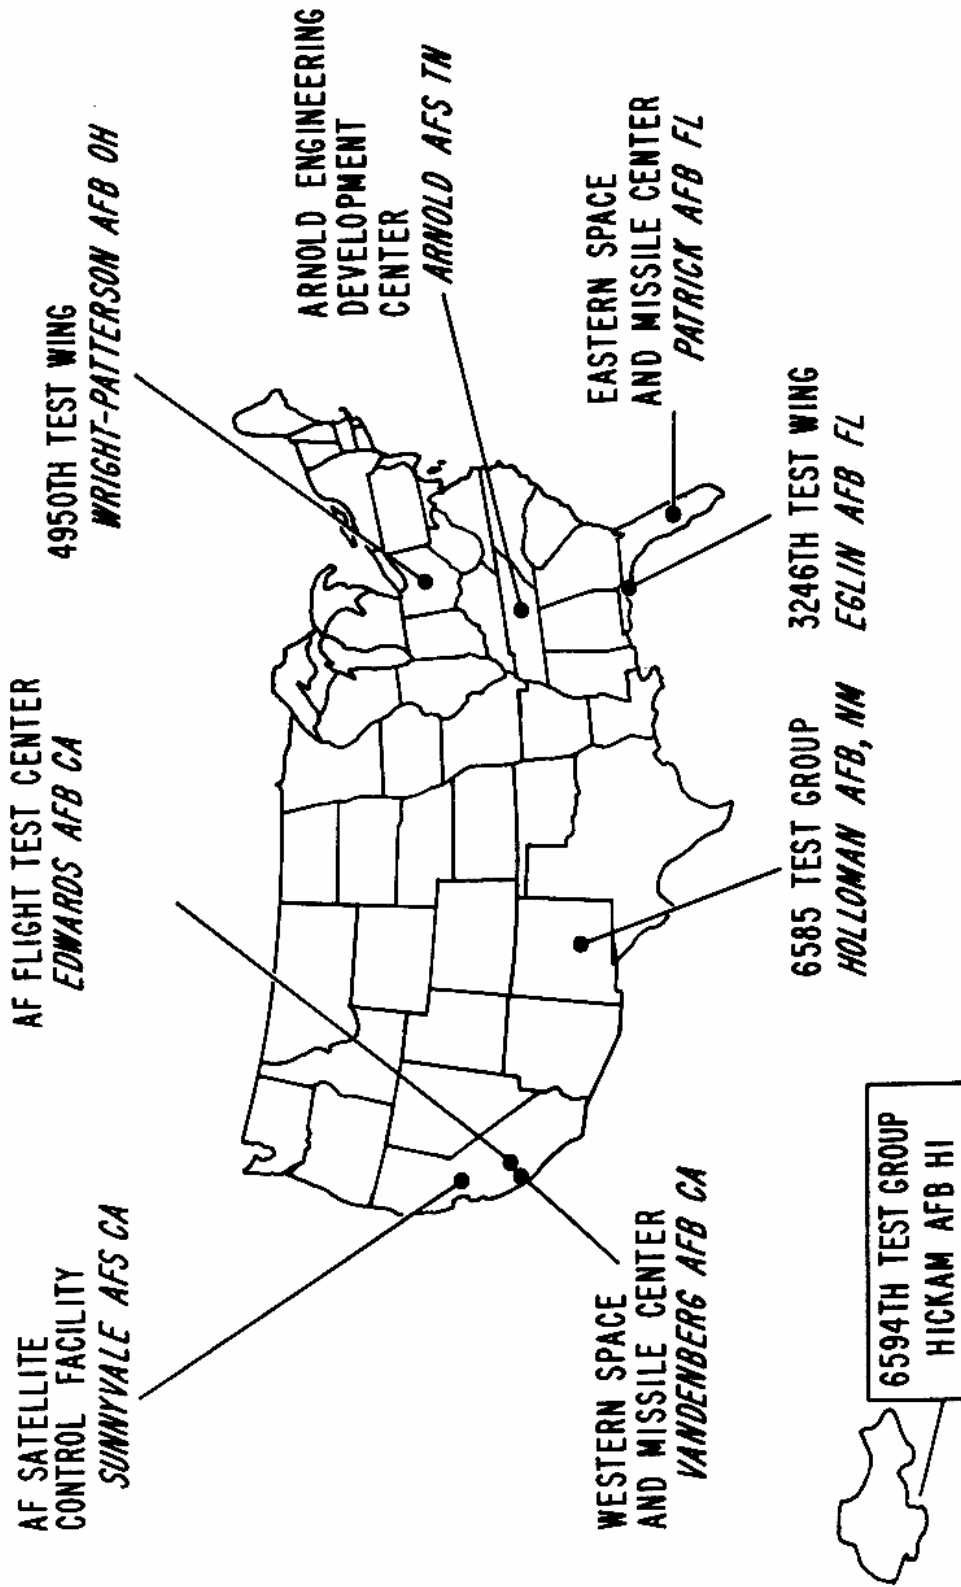 AF SATELLITE
CONTROL FACILITY
SUNNYVALE AFS CA
AF FLIGHT TEST CENTER
EDWARDS AFB CA
4950TH TEST WING
WRIGHT-PATTERSON AFB OH
ARNOLD ENGINEERING
DEVELOPMENT
CENTER
ARNOLD AFS TN
EASTERN SPACE
AND MISSILE CENTER
PATRICK AFB FL
3246TH TEST WING
EGLIN AFB FL
6585 TEST GROUP
HOLLOMAN AFB, NM
WESTERN SPACE
AND MISSILE CENTER
VANDENBERG AFB CA
6594TH TEST GROUP
HICKAM AFB HI